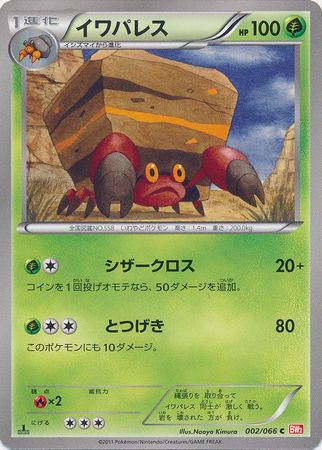 1進化
イワパレス
HP100
イシズマイから進化
全国図鑑NO.558 いわやどポケモン 高さ:1.4m 重さ:200.0kg
シザークロス 20+
コインを1回投げオモテなら、50ダメージを追加。
とつげき 80
このポケモンにも10ダメージ。
弱点 抵抗力
×2
にげる
縄張りを 取り合って
イワパレス 同士が 激しく 戦う。
岩を 壊された 方が 負け。
Illus.Naoyo Kimura
BW2 002/066 C
©2011 Pokémon/Nintendo/Creatures/GAME FREAK.